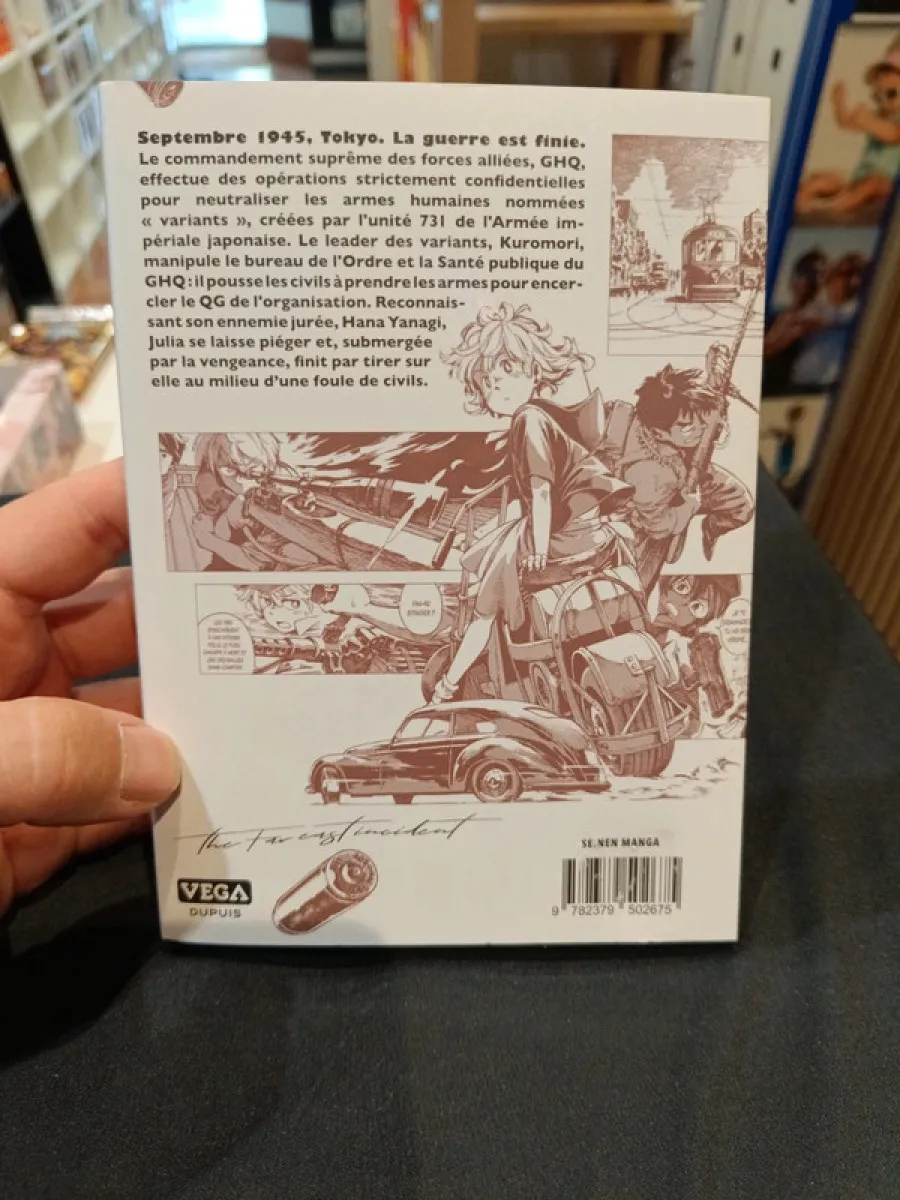 Septembre 1945, Tokyo. La guerre est finie.
Le commandement suprême des forces alliées, GHQ,
effectue des opérations strictement confidentielles
pour neutraliser les armes humaines nommées
« variants », créées par l'unité 731 de l'Armée im-
périale japonaise. Le leader des variants, Kuromori,
manipule le bureau de l'Ordre et la Santé publique du
GHQ : il pousse les civils à prendre les armes pour encer-
cler le QG de l'organisation. Reconnais-
sant son ennemie jurée, Hana Yanagi,
Julia se laisse piéger et, submergée
par la vengeance, finit par tirer sur
elle au milieu d'une foule de civils.
The Far east incident
SE.NEN MANGA
VEGA
DUPUIS
9 782379 502675